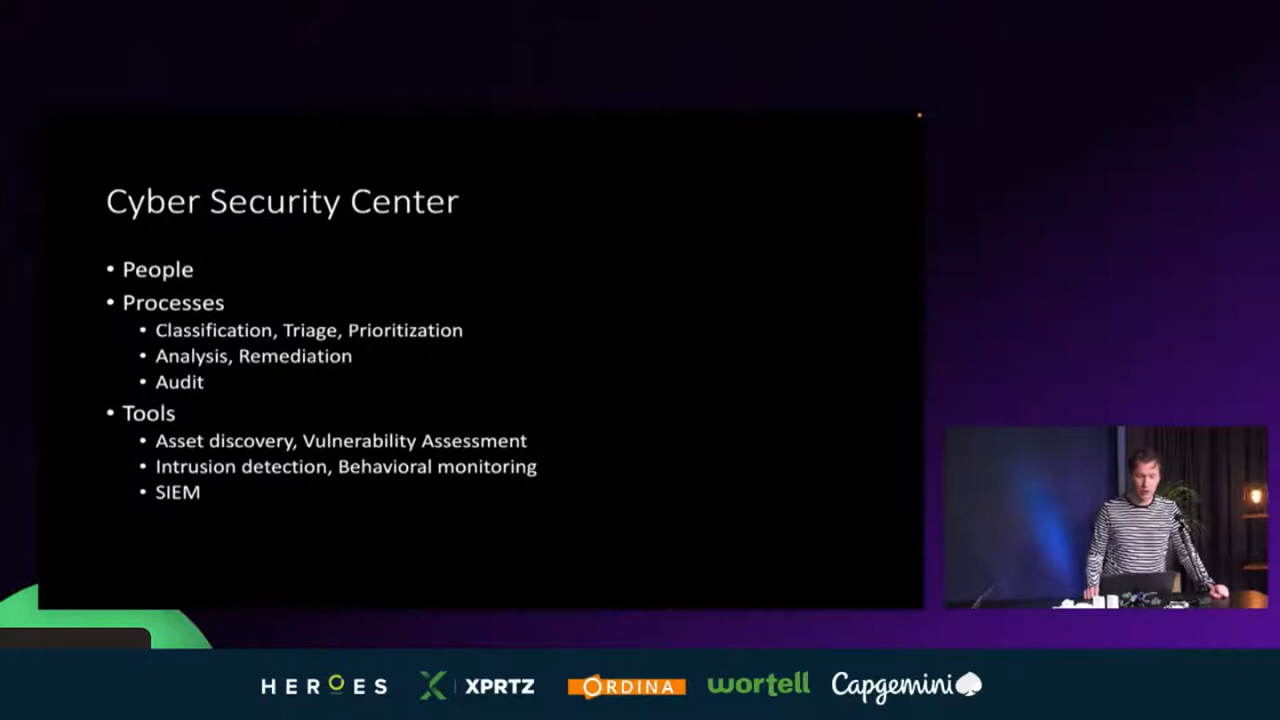 Cyber Security Center
• People
• Processes
• Classification, Triage, Prioritization
• Analysis, Remediation
• Audit
• Tools
• Asset discovery, Vulnerability Assessment
• Intrusion detection, Behavioral monitoring
• SIEM
HEROES XPRTZ ORDINA wortell Capgemini